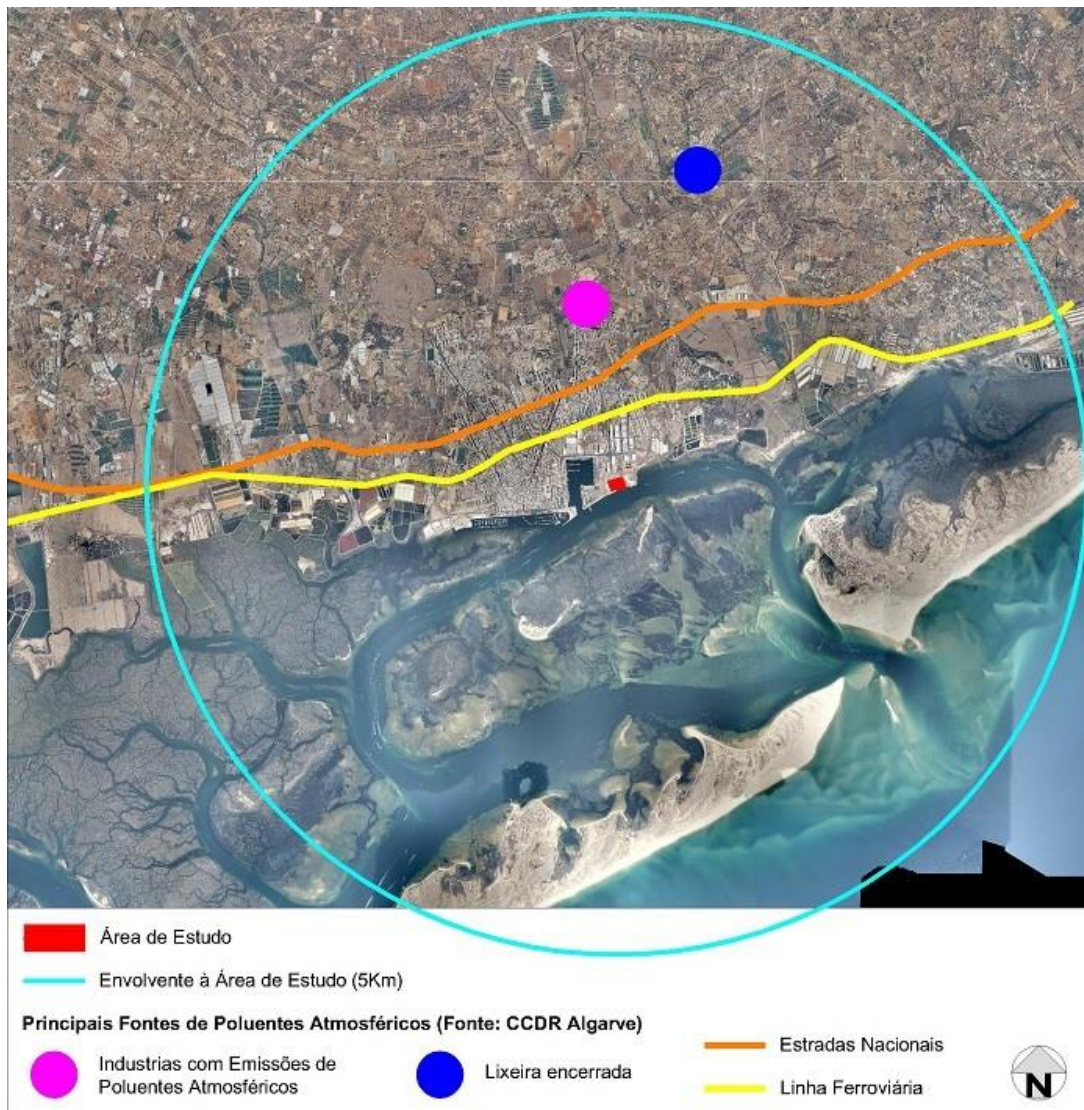 Área de Estudo
Envolvente à Área de Estudo (5Km)
Principais Fontes de Poluentes Atmosféricos (Fonte: CCDR Algarve)
Industrias com Emissões de
Poluentes Atmosféricos
Lixeira encerrada
Estradas Nacionais
Linha Ferroviária
N